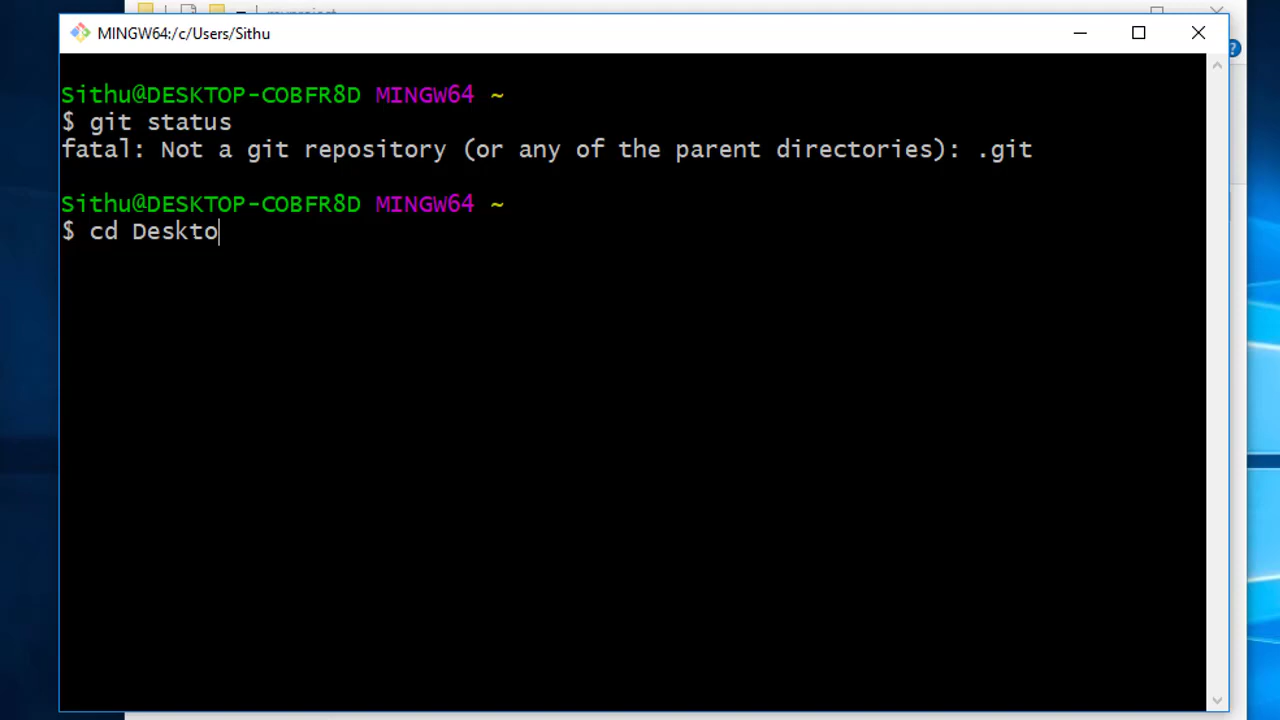 MINGW64:/c/Users/Sithu
Sithu@DESKTOP-COBFR8D MINGW64 ~
$ git status
fatal: Not a git repository (or any of the parent directories): .git
Sithu@DESKTOP-COBFR8D MINGW64 ~
$ cd Deskto